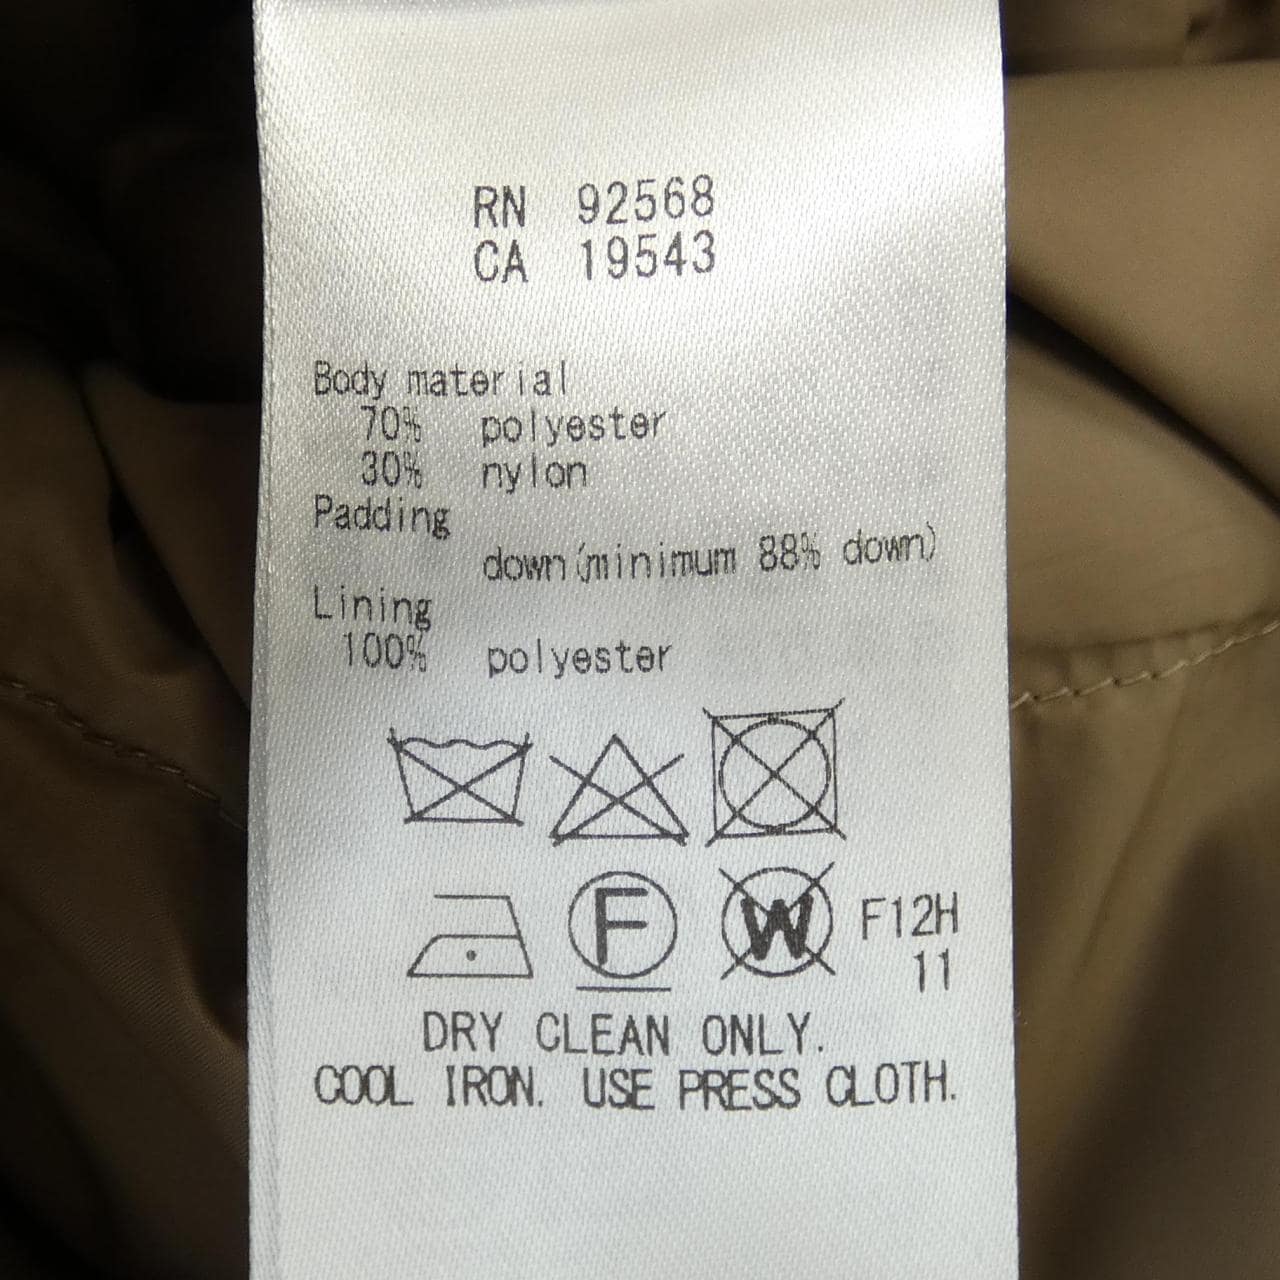 RN 92568
CA 19543
Body material
70% polyester
30% nylon
Padding
down(minimum 88% down)
Lining
100% polyester
F W F12H
11
DRY CLEAN ONLY.
COOL IRON. USE PRESS CLOTH.